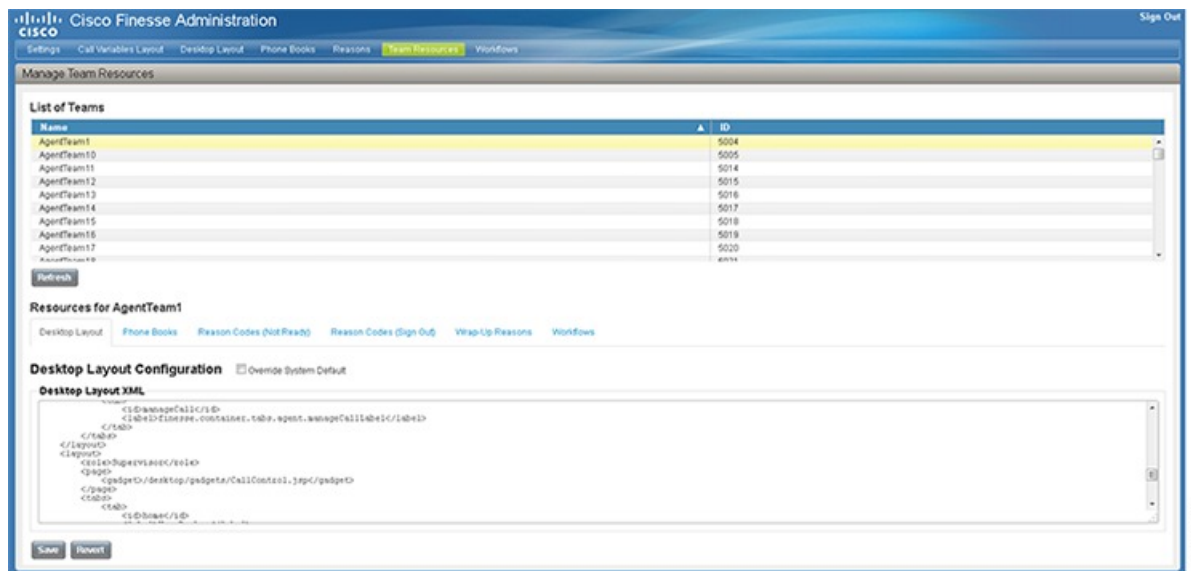 CISCO Cisco Finesse Administration
Sign Out
Settings Call Variables Layout Desktop Layout Phone Books Reasons Team Resources Workflows
Manage Team Resources
List of Teams
Name ID
AgentTeam1 5004
AgentTeam10 5005
AgentTeam11 5014
AgentTeam12 5015
AgentTeam13 5016
AgentTeam14 5017
AgentTeam15 5018
AgentTeam16 5019
AgentTeam17 5020
AgentTeam18 5021
Refresh
Resources for AgentTeam1
Desktop Layout Phone Books Reason Codes (Not Ready) Reason Codes (Sign Out) Wrap-Up Reasons Workflows
Desktop Layout Configuration Override System Default
Desktop Layout XML
<id>manageCall</id>
<label>finesse.container.tabs.agent.manageCallLabel</label>
</tab>
</tabs>
</layout>
<layout>
<role>Supervisor</role>
<page>
<gadget>/desktop/gadgets/CallControl.jsp</gadget>
</page>
<tabs>
<tab>
<id>home</id>
Save Revert